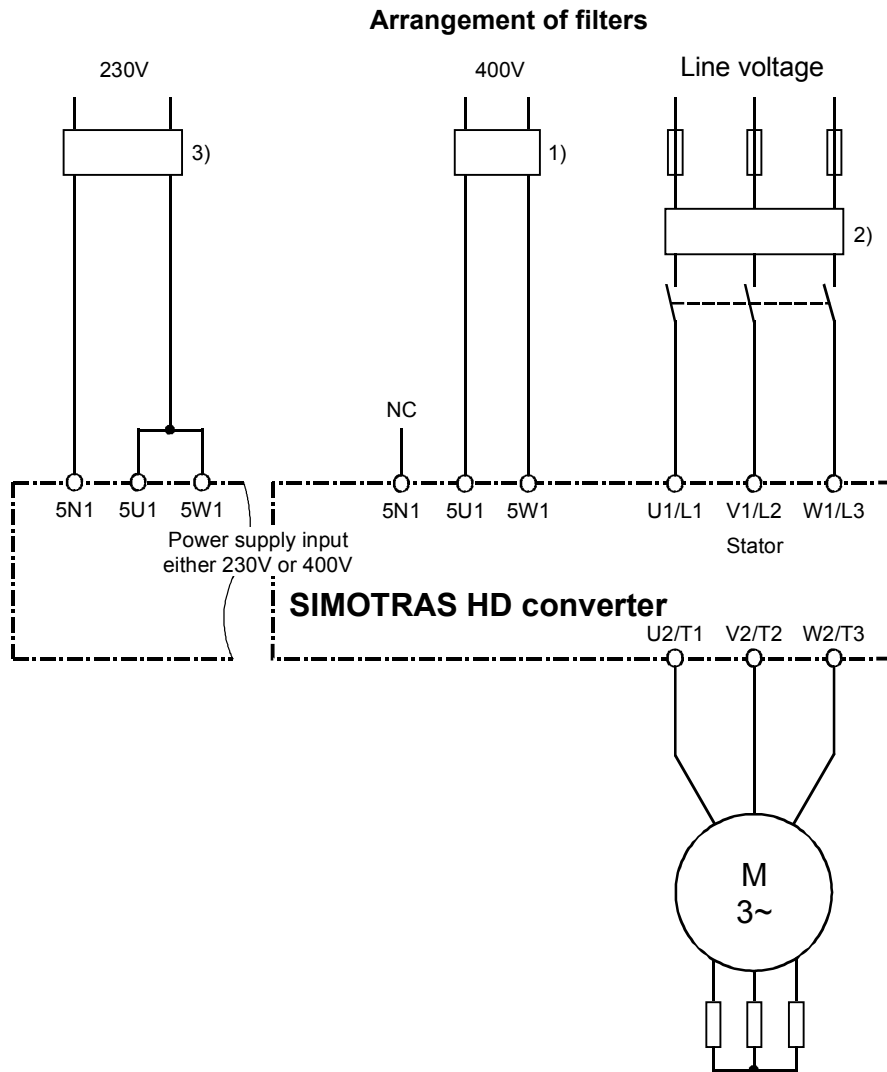 Arrangement of filters
230V
400V
Line voltage
3)
1)
2)
NC
5N1 5U1 5W1
5N1 5U1 5W1
U1/L1 V1/L2 W1/L3
Stator
Power supply input
either 230V or 400V
SIMOTRAS HD converter
U2/T1 V2/T2 W2/T3
M
3~